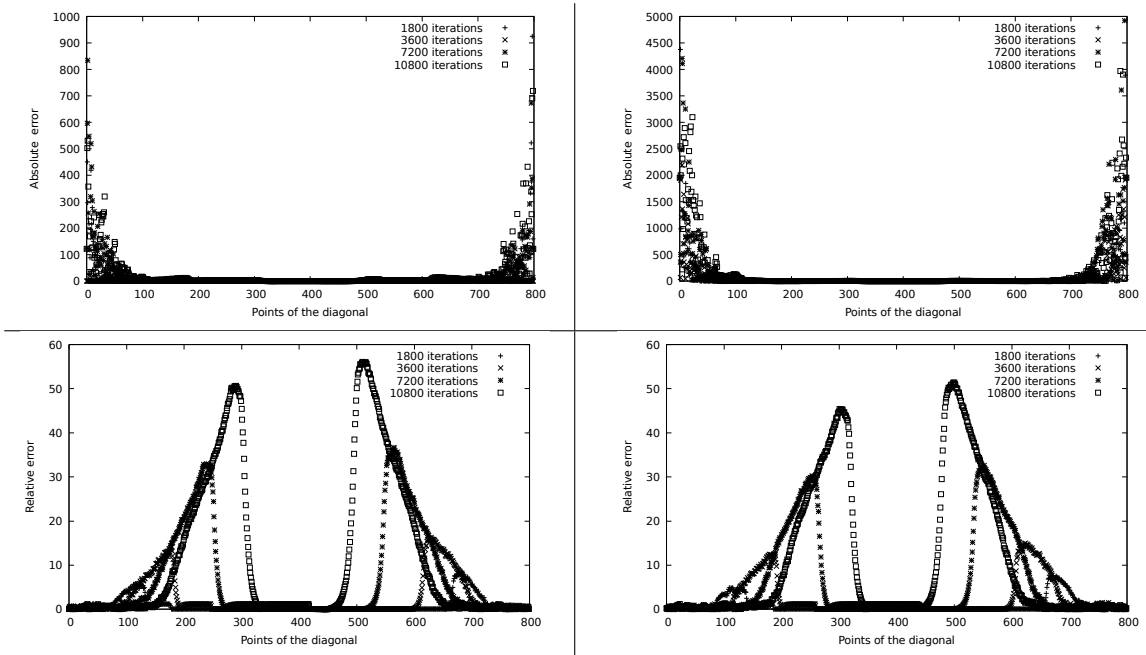 1000
900
800
700
600
500
400
300
200
100
0
Absolute error
1800 iterations
3600 iterations
7200 iterations
10800 iterations
0 100 200 300 400 500 600 700 800
Points of the diagonal
5000
4500
4000
3500
3000
2500
2000
1500
1000
500
0
Absolute error
1800 iterations
3600 iterations
7200 iterations
10800 iterations
0 100 200 300 400 500 600 700 800
Points of the diagonal
60
50
40
30
20
10
0
Relative error
1800 iterations
3600 iterations
7200 iterations
10800 iterations
0 100 200 300 400 500 600 700 800
Points of the diagonal
60
50
40
30
20
10
0
Relative error
1800 iterations
3600 iterations
7200 iterations
10800 iterations
0 100 200 300 400 500 600 700 800
Points of the diagonal